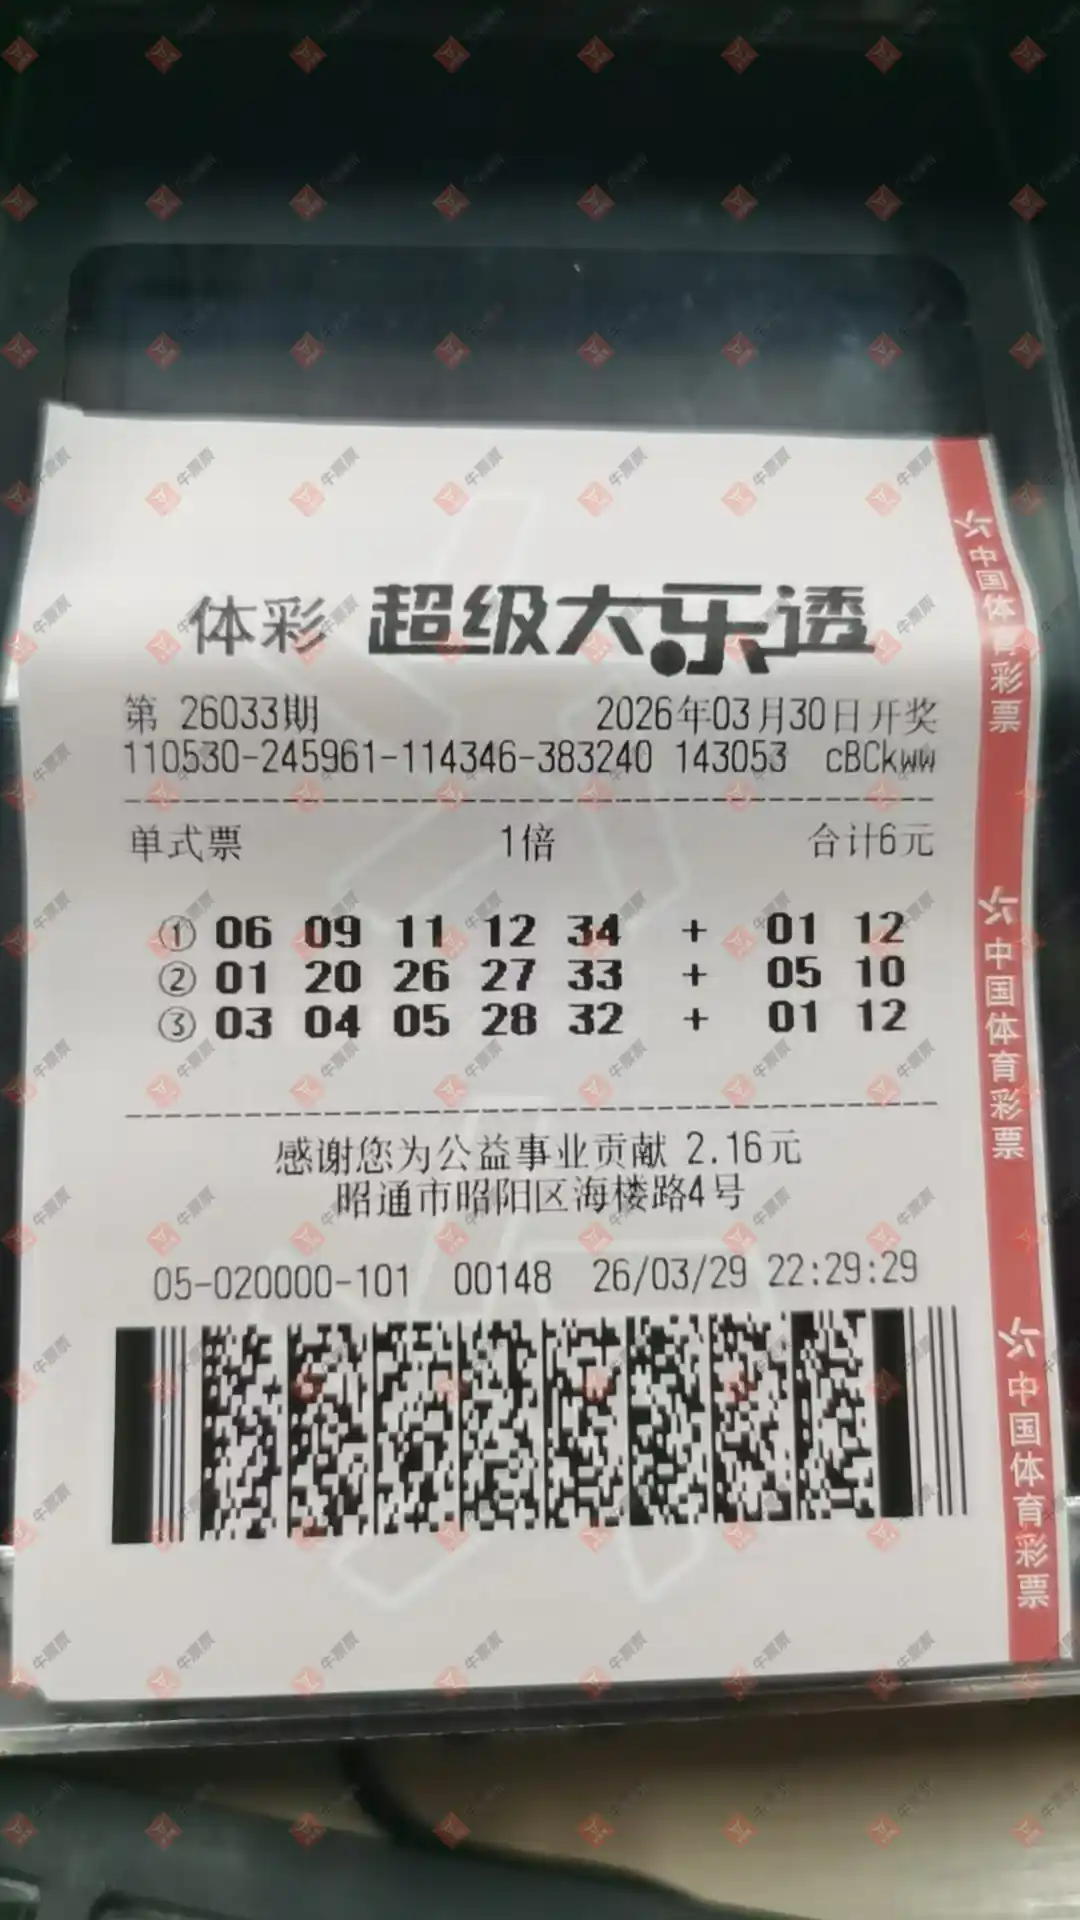 体彩 超级大乐透
第 26033期 2026年03月30日开奖
110530-245961-114346-383240 143053 cBCkww
单式票 1倍 合计6元
① 06 09 11 12 34 + 01 12
② 01 20 26 27 33 + 05 10
③ 03 04 05 28 32 + 01 12
感谢您为公益事业贡献 2.16元
昭通市昭阳区海楼路4号
05-020000-101 00148 26/03/29 22:29:29
中国体育彩票
中国体育彩票
中国体育彩票
牛票票